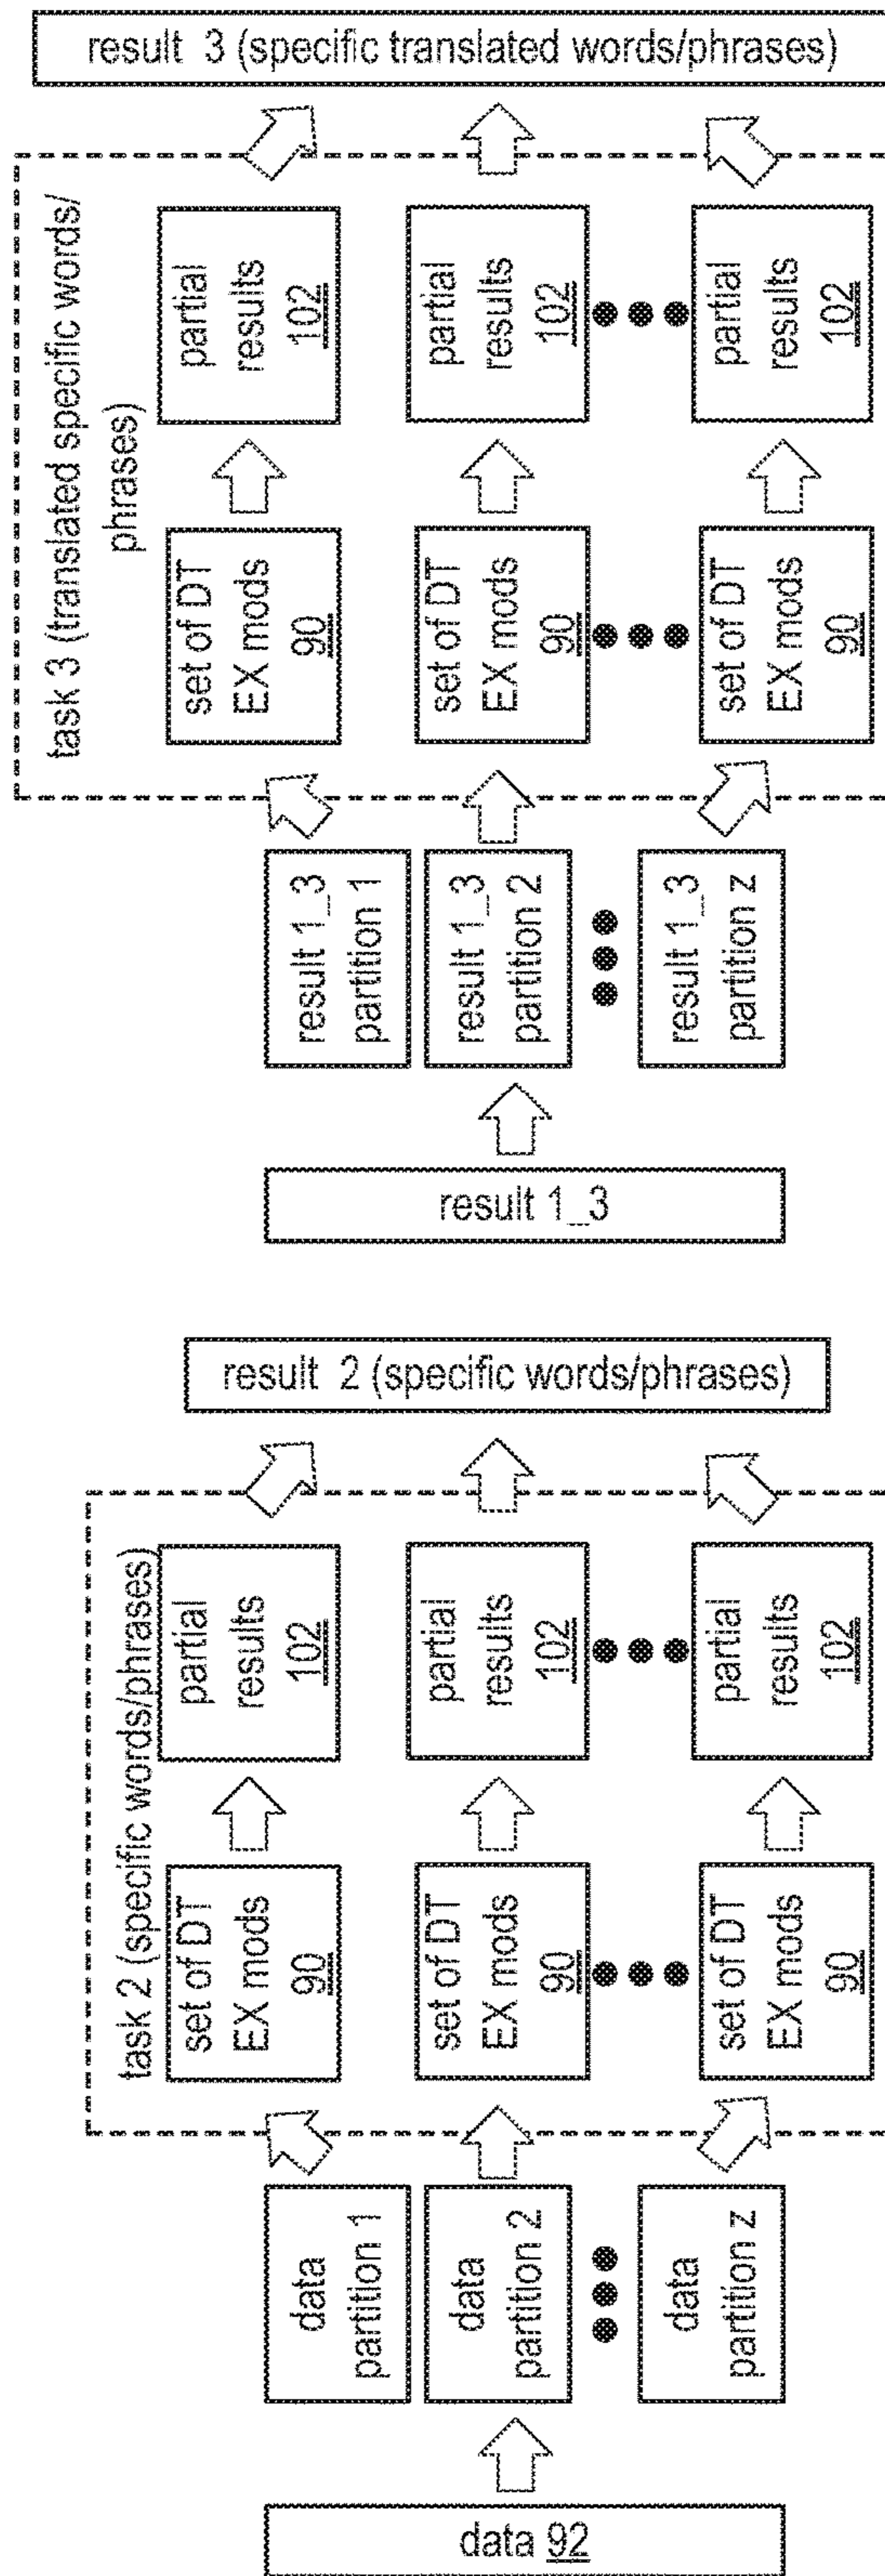 data 92
data
partition 1
data
partition 2
data
partition z
task 2 (specific words/phrases)
set of DT
EX mods
90
set of DT
EX mods
90
set of DT
EX mods
90
partial
results
102
partial
results
102
partial
results
102
result 2 (specific words/phrases)
result 1_3
result 1_3
partition 1
result 1_3
partition 2
result 1_3
partition z
task 3 (translated specific words/
phrases)
set of DT
EX mods
90
set of DT
EX mods
90
set of DT
EX mods
90
partial
results
102
partial
results
102
partial
results
102
result 3 (specific translated words/phrases)